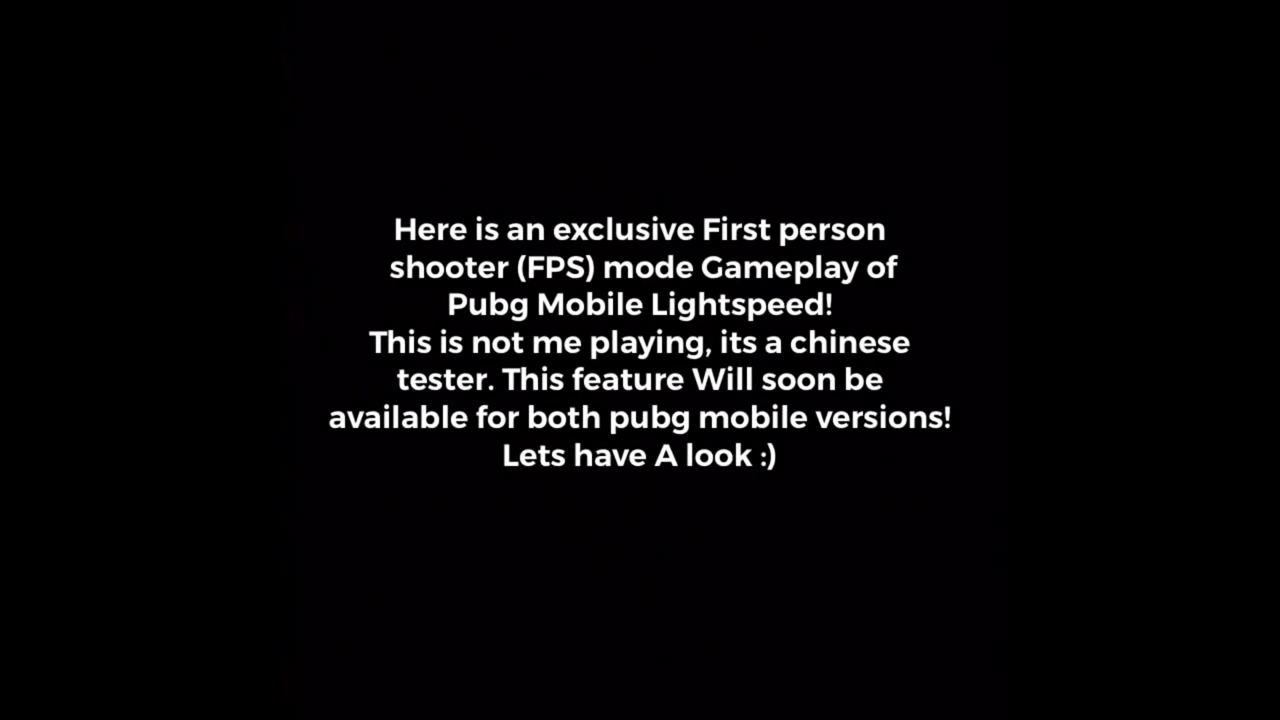 Here is an exclusive First person
shooter (FPS) mode Gameplay of
Pubg Mobile Lightspeed!
This is not me playing, its a chinese
tester. This feature Will soon be
available for both pubg mobile versions!
Lets have A look :)